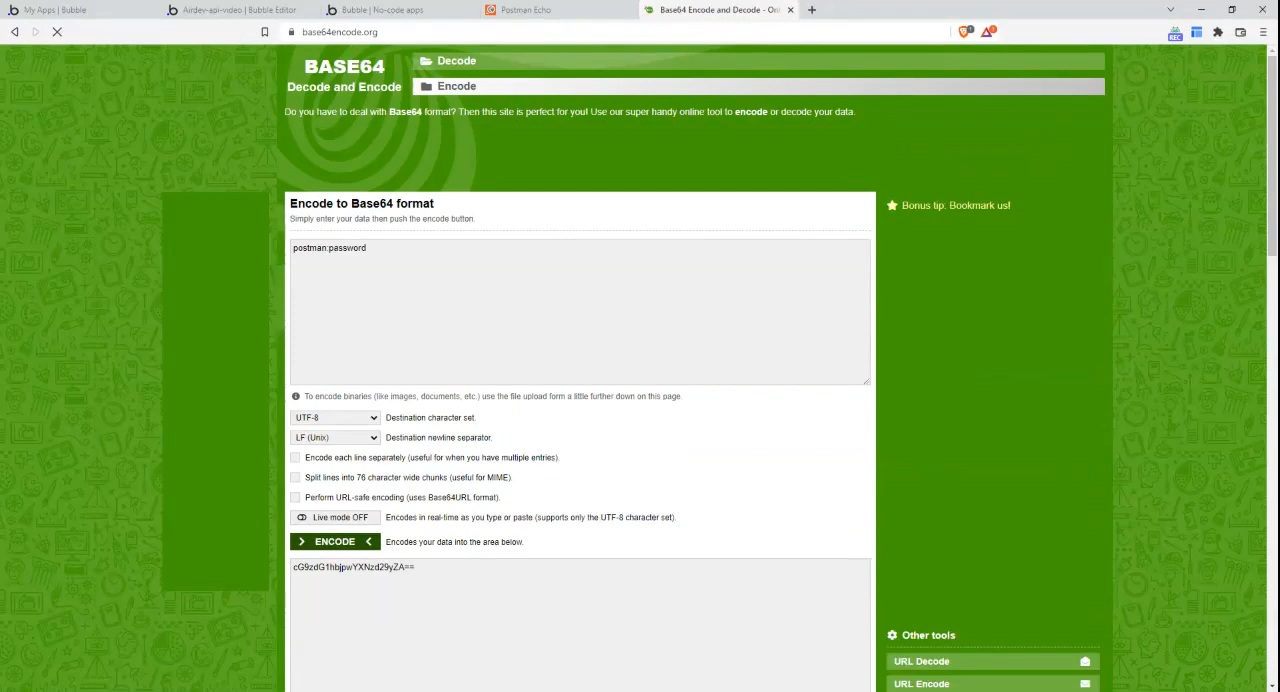 My Apps | Bubble
Airdev-api-video | Bubble Editor
Bubble | No-code apps
Postman Echo
Base64 Encode and Decode - Onl
base64encode.org
REC
BASE64
Decode and Encode
Decode
Encode
Do you have to deal with Base64 format? Then this site is perfect for you! Use our super handy online tool to encode or decode your data.
Encode to Base64 format
Simply enter your data then push the encode button.
Bonus tip: Bookmark us!
postman:password
To encode binaries (like images, documents, etc.) use the file upload form a little further down on this page.
UTF-8 Destination character set.
LF (Unix) Destination newline separator.
Encode each line separately (useful for when you have multiple entries).
Split lines into 76 character wide chunks (useful for MIME).
Perform URL-safe encoding (uses Base64URL format).
Live mode OFF Encodes in real-time as you type or paste (supports only the UTF-8 character set).
ENCODE Encodes your data into the area below.
cG9zdG1hbjpwYXNzd29yZA==
Other tools
URL Decode
URL Encode